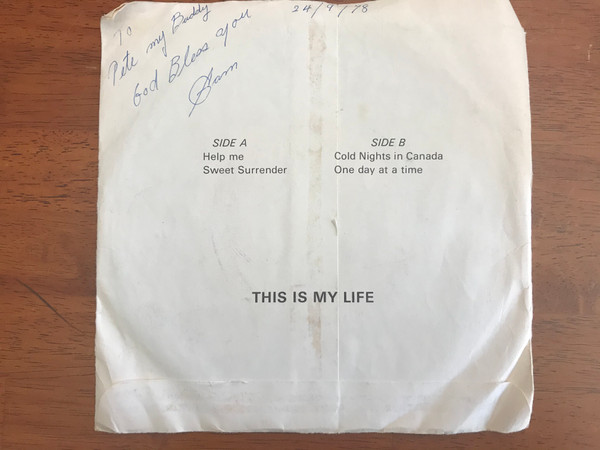 To
Pete my Buddy
God Bless you
Sam
24/9/78
SIDE A
Help me
Sweet Surrender
SIDE B
Cold Nights in Canada
One day at a time
THIS IS MY LIFE